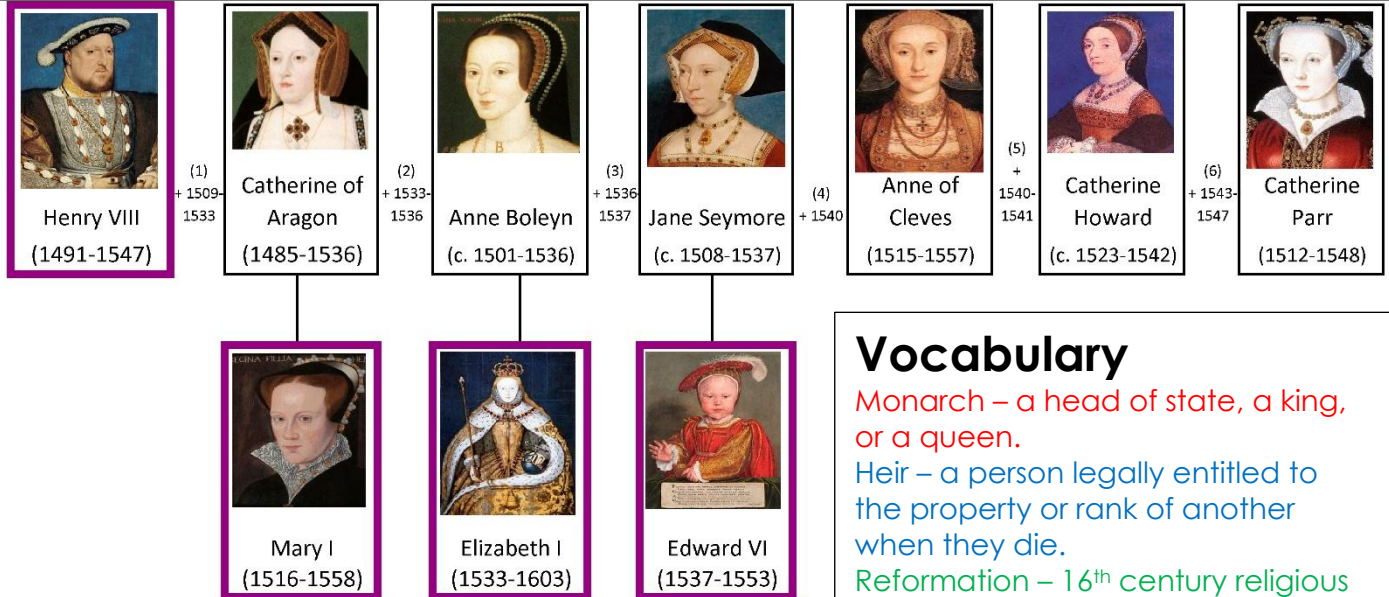 Henry VIII
(1491-1547)
(1)
+ 1509-
1533
Catherine of
Aragon
(1485-1536)
(2)
+ 1533-
1536
Anne Boleyn
(c. 1501-1536)
(3)
+ 1536-
1537
Jane Seymore
(c. 1508-1537)
(4)
+ 1540
Anne of
Cleves
(1515-1557)
(5)
+
1540-
1541
Catherine
Howard
(c. 1523-1542)
(6)
+ 1543-
1547
Catherine
Parr
(1512-1548)
Mary I
(1516-1558)
Elizabeth I
(1533-1603)
Edward VI
(1537-1553)
Vocabulary
Monarch – a head of state, a king,
or a queen.
Heir – a person legally entitled to
the property or rank of another
when they die.
Reformation – 16th century religious